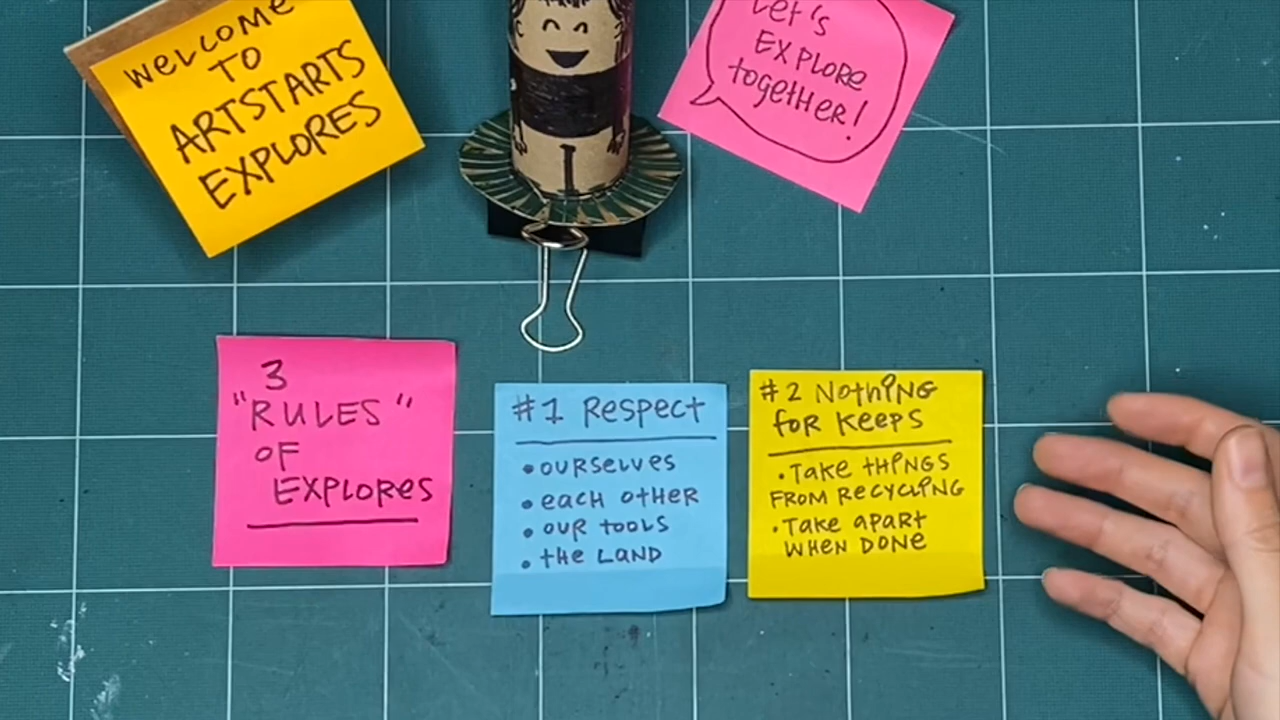 WELCOME
TO
ARTSTARTS
EXPLORES
Let's
EXPLORE
together!
3
"RULES"
OF
EXPLORES
#1 Respect
• ourselves
• each other
• our tools
• the Land
#2 Nothing
for Keeps
• Take things
from recycling
• Take apart
when done